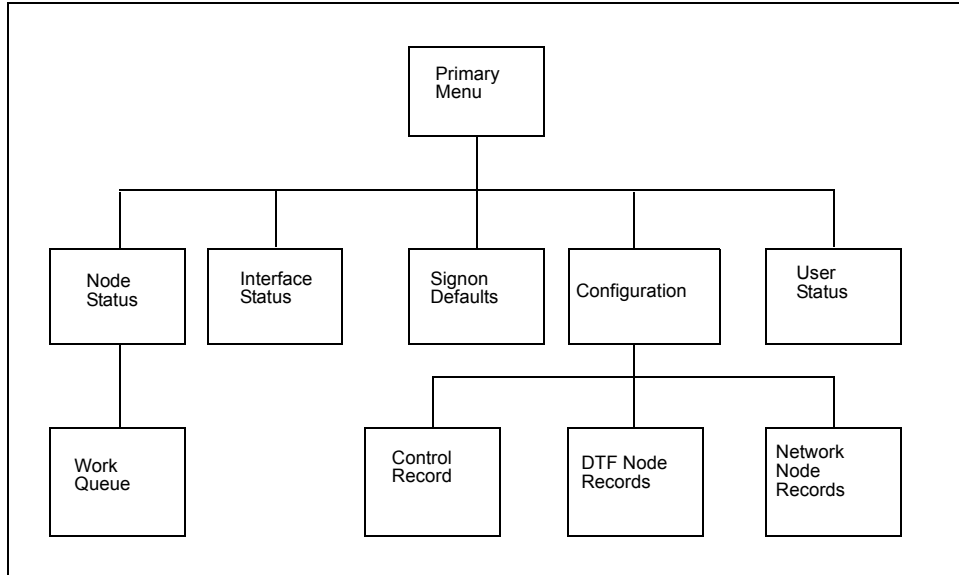 Primary
Menu
Node
Status
Interface
Status
Signon
Defaults
Configuration
User
Status
Work
Queue
Control
Record
DTF Node
Records
Network
Node
Records